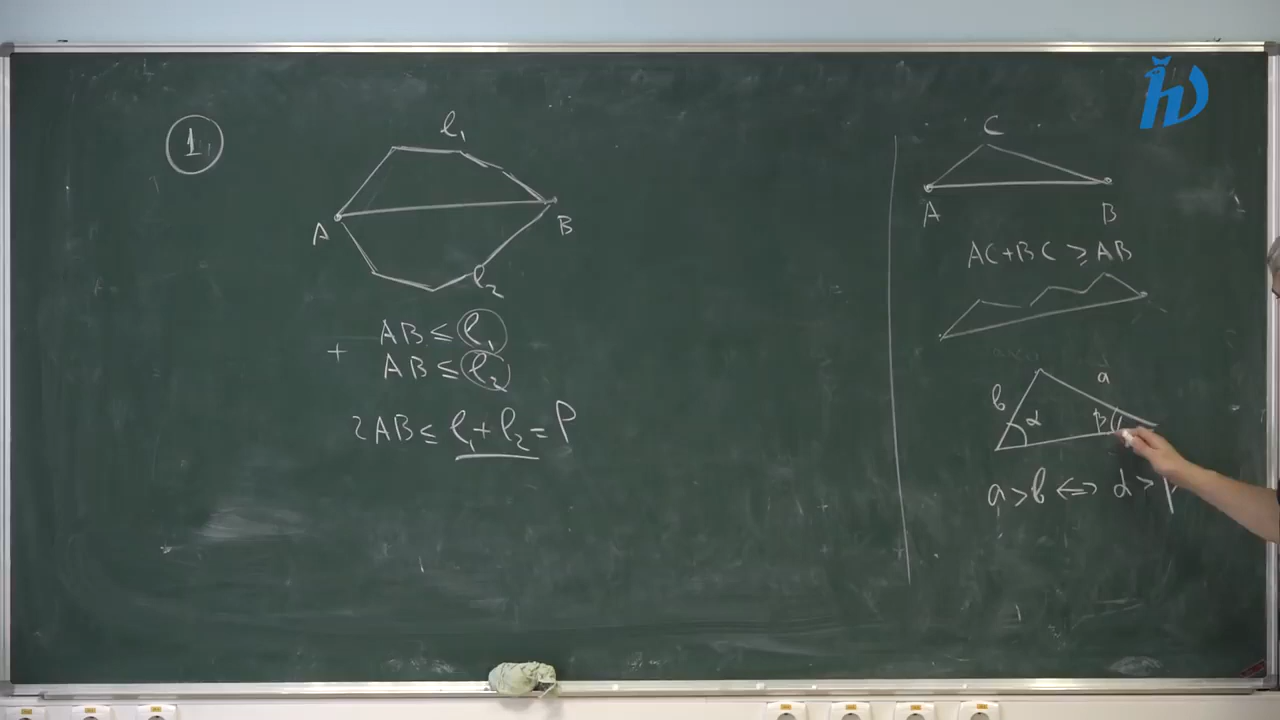 1
l₁
A
B
l₂
AB ≤ l₁
+
AB ≤ l₂
2AB ≤ l₁ + l₂ = P
C
A
B
AC + BC ≥ AB
a
b
α
β
a > b ⇔ α > β